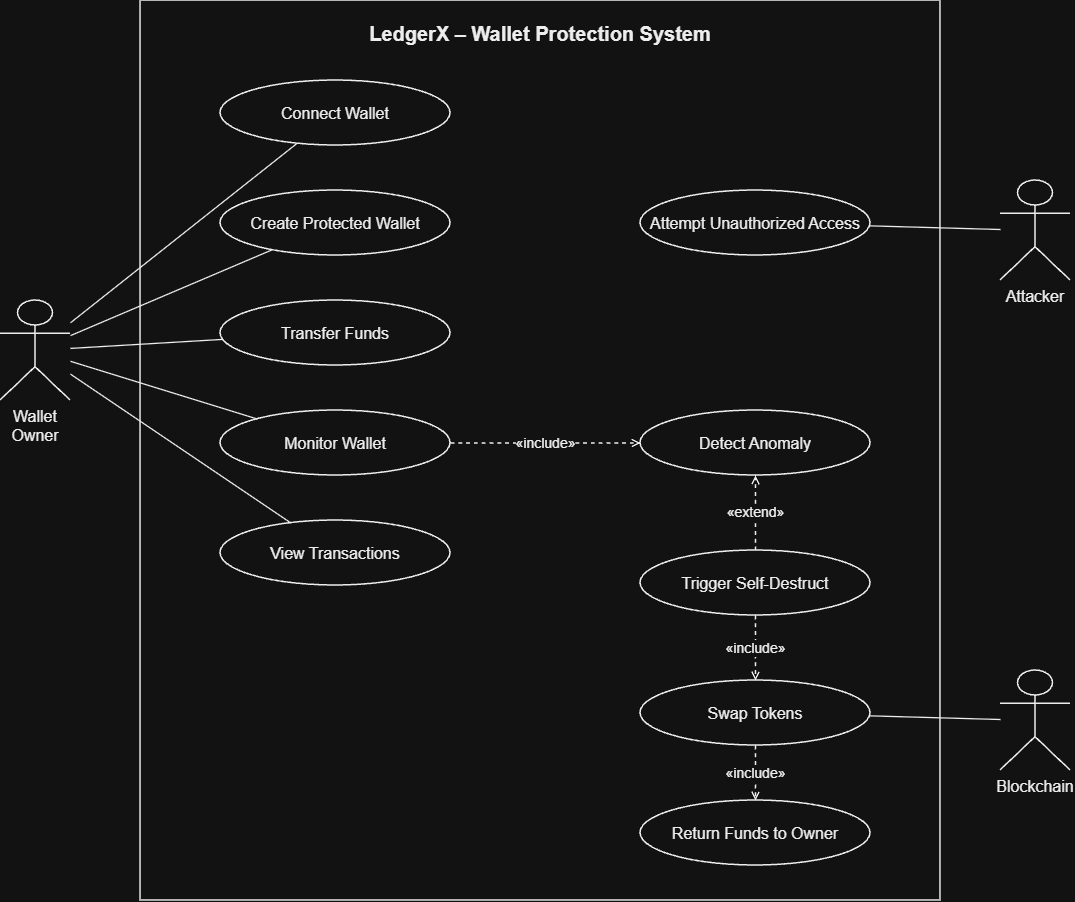 LedgerX – Wallet Protection System
Connect Wallet
Create Protected Wallet
Attempt Unauthorized Access
Attacker
Transfer Funds
Wallet
Owner
Monitor Wallet
«include»
Detect Anomaly
«extend»
View Transactions
Trigger Self-Destruct
«include»
Swap Tokens
«include»
Blockchain
Return Funds to Owner